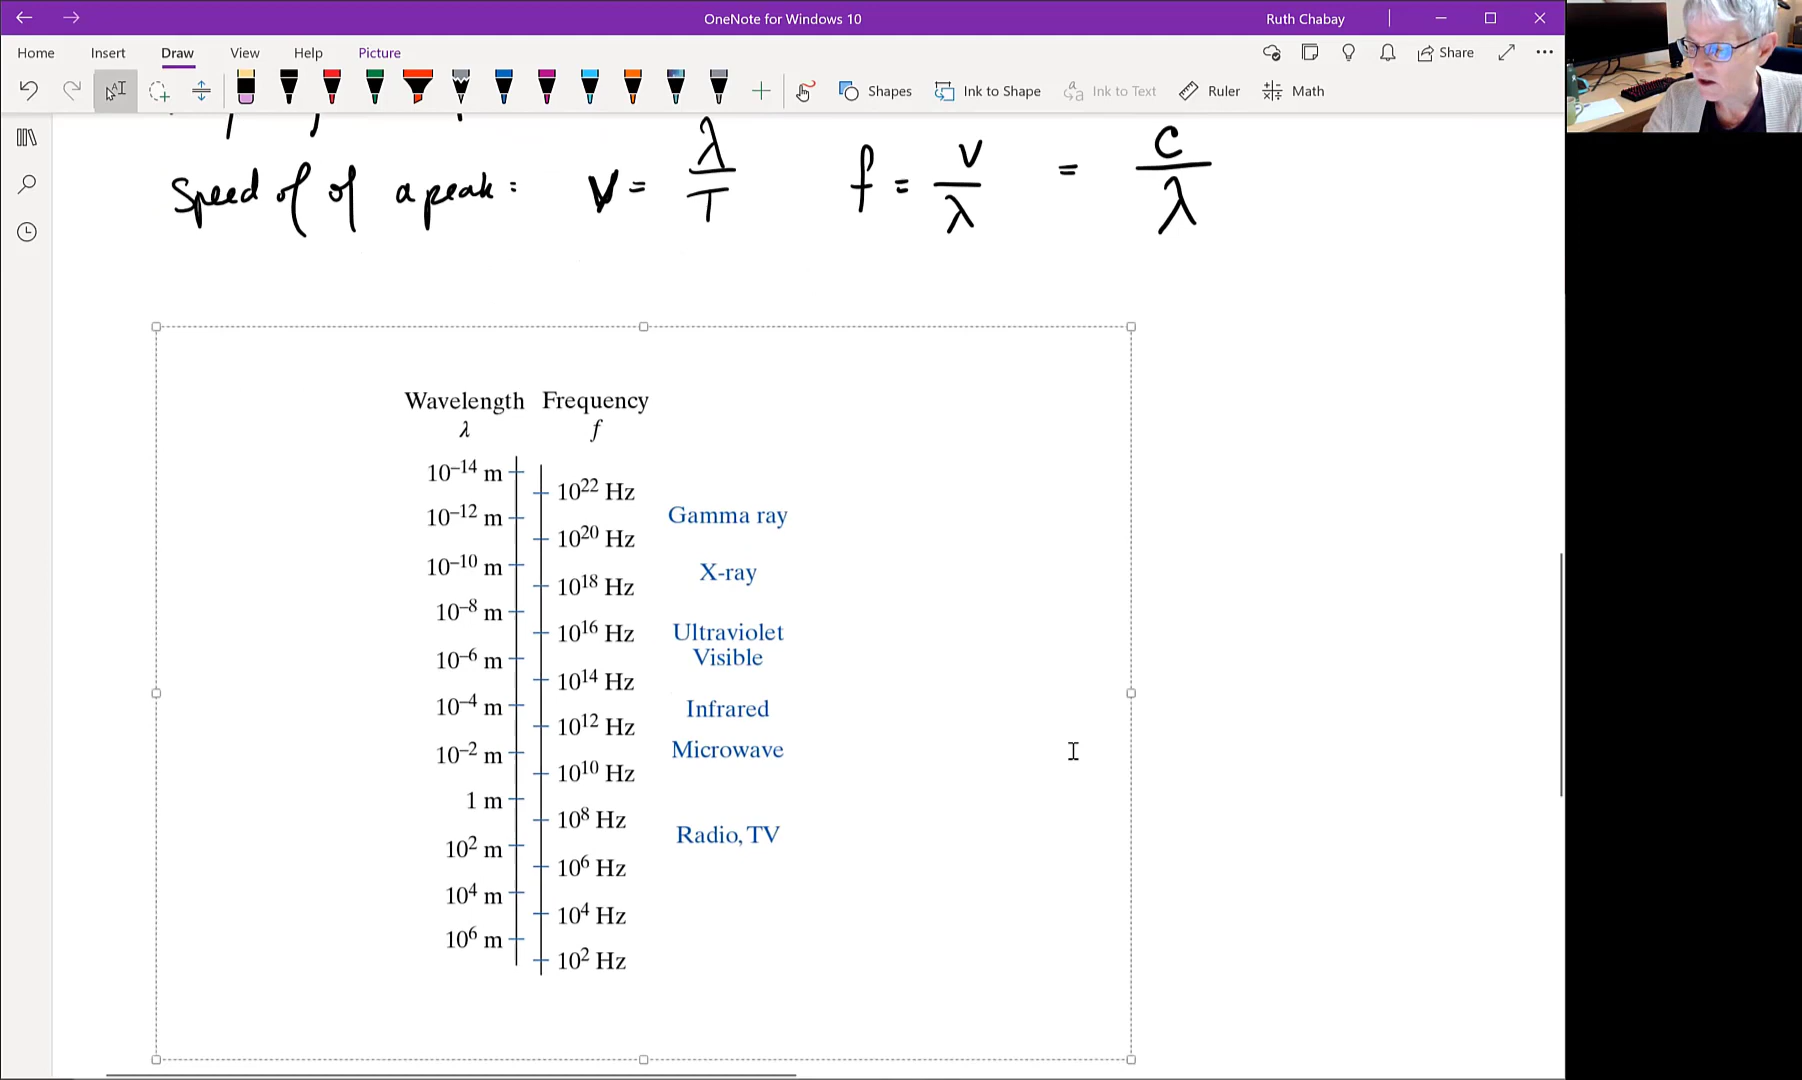 OneNote for Windows 10
Ruth Chabay
Home Insert Draw View Help Picture
Share
Shapes Ink to Shape Ink to Text Ruler Math
Speed of of a peak: v = λ/T f = v/λ = c/λ
Wavelength Frequency
λ f
10⁻¹⁴ m
10²² Hz
10⁻¹² m Gamma ray
10²⁰ Hz
10⁻¹⁰ m X-ray
10¹⁸ Hz
10⁻⁸ m
10¹⁶ Hz Ultraviolet
10⁻⁶ m Visible
10¹⁴ Hz
10⁻⁴ m Infrared
10¹² Hz
10⁻² m Microwave
10¹⁰ Hz
1 m
10⁸ Hz Radio, TV
10² m
10⁶ Hz
10⁴ m
10⁴ Hz
10⁶ m
10² Hz